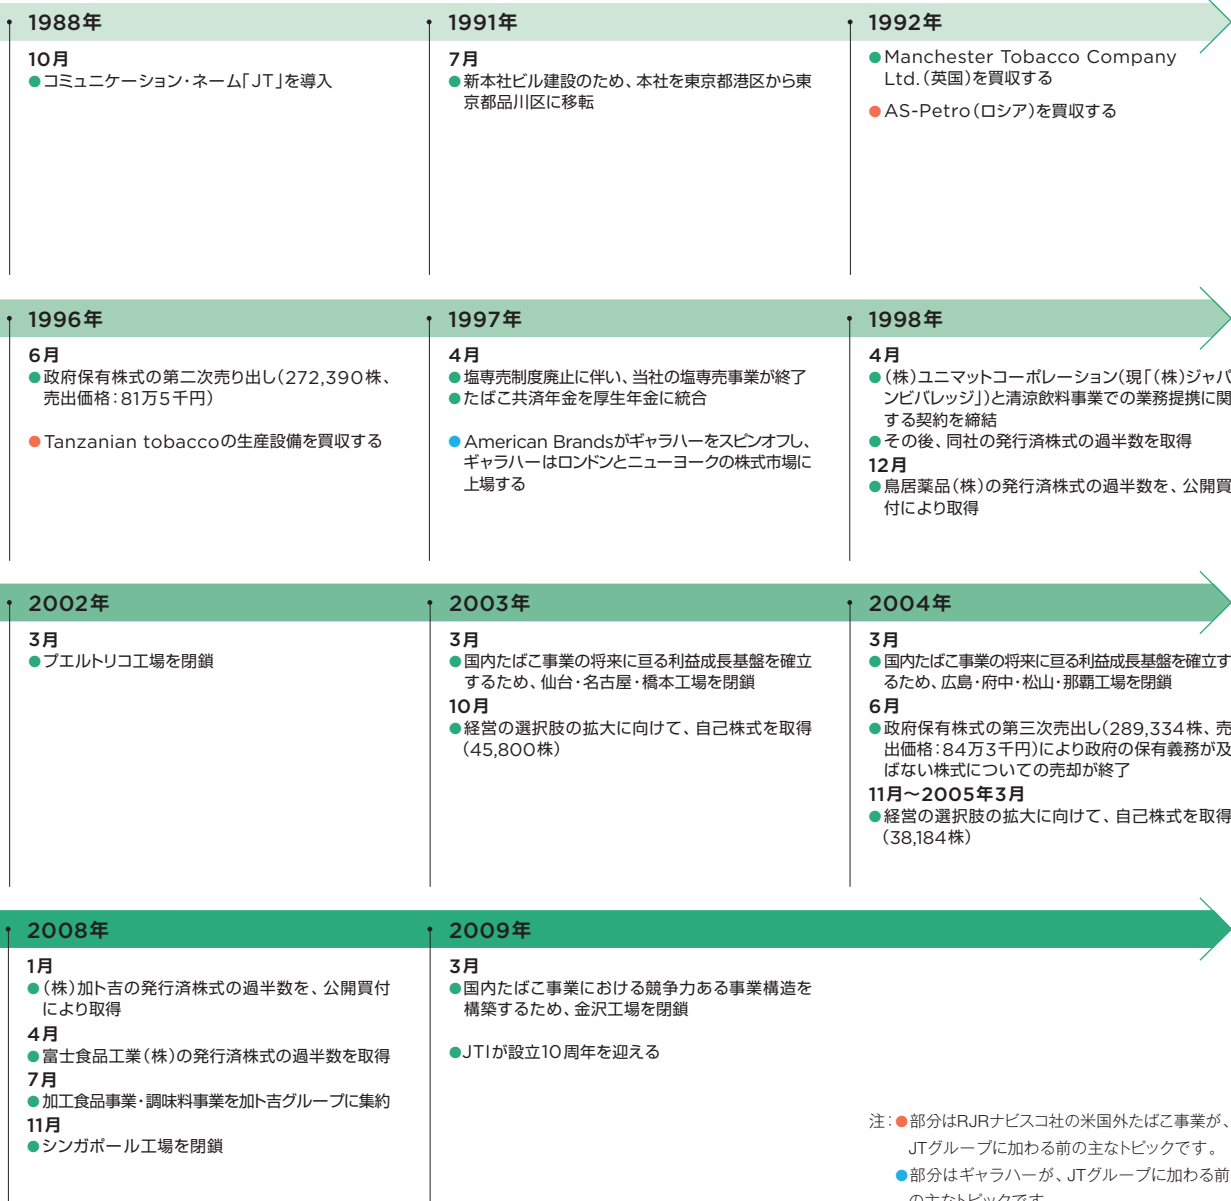 1988年
10月
●コミュニケーション・ネーム「JT」を導入
1991年
7月
●新本社ビル建設のため、本社を東京都港区から東
京都品川区に移転
1992年
●Manchester Tobacco Company
Ltd.(英国)を買収する
●AS-Petro(ロシア)を買収する
1996年
6月
●政府保有株式の第二次売り出し(272,390株、
売出価格:81万5千円)
●Tanzanian tobaccoの生産設備を買収する
1997年
4月
●塩専売制度廃止に伴い、当社の塩専売事業が終了
●たばこ共済年金を厚生年金に統合
●American Brandsがギャラハーをスピンオフし、
ギャラハーはロンドンとニューヨークの株式市場に
上場する
1998年
4月
●(株)ユニマットコーポレーション(現「(株)ジャパ
ンビバレッジ」)と清涼飲料事業での業務提携に関
する契約を締結
●その後、同社の発行済株式の過半数を取得
12月
●鳥居薬品(株)の発行済株式の過半数を、公開買
付により取得
2002年
3月
●プエルトリコ工場を閉鎖
2003年
3月
●国内たばこ事業の将来に亘る利益成長基盤を確立
するため、仙台・名古屋・橋本工場を閉鎖
10月
●経営の選択肢の拡大に向けて、自己株式を取得
(45,800株)
2004年
3月
●国内たばこ事業の将来に亘る利益成長基盤を確立す
るため、広島・府中・松山・那覇工場を閉鎖
6月
●政府保有株式の第三次売出し(289,334株、売
出価格:84万3千円)により政府の保有義務が及
ばない株式についての売却が終了
11月〜2005年3月
●経営の選択肢の拡大に向けて、自己株式を取得
(38,184株)
2008年
1月
●(株)加ト吉の発行済株式の過半数を、公開買付
により取得
4月
●富士食品工業(株)の発行済株式の過半数を取得
7月
●加工食品事業・調味料事業を加ト吉グループに集約
11月
●シンガポール工場を閉鎖
2009年
3月
●国内たばこ事業における競争力ある事業構造を
構築するため、金沢工場を閉鎖
●JTIが設立10周年を迎える
注:●部分はRJRナビスコ社の米国外たばこ事業が、
JTグループに加わる前の主なトピックです。
●部分はギャラハーが、JTグループに加わる前
の主なトピックです